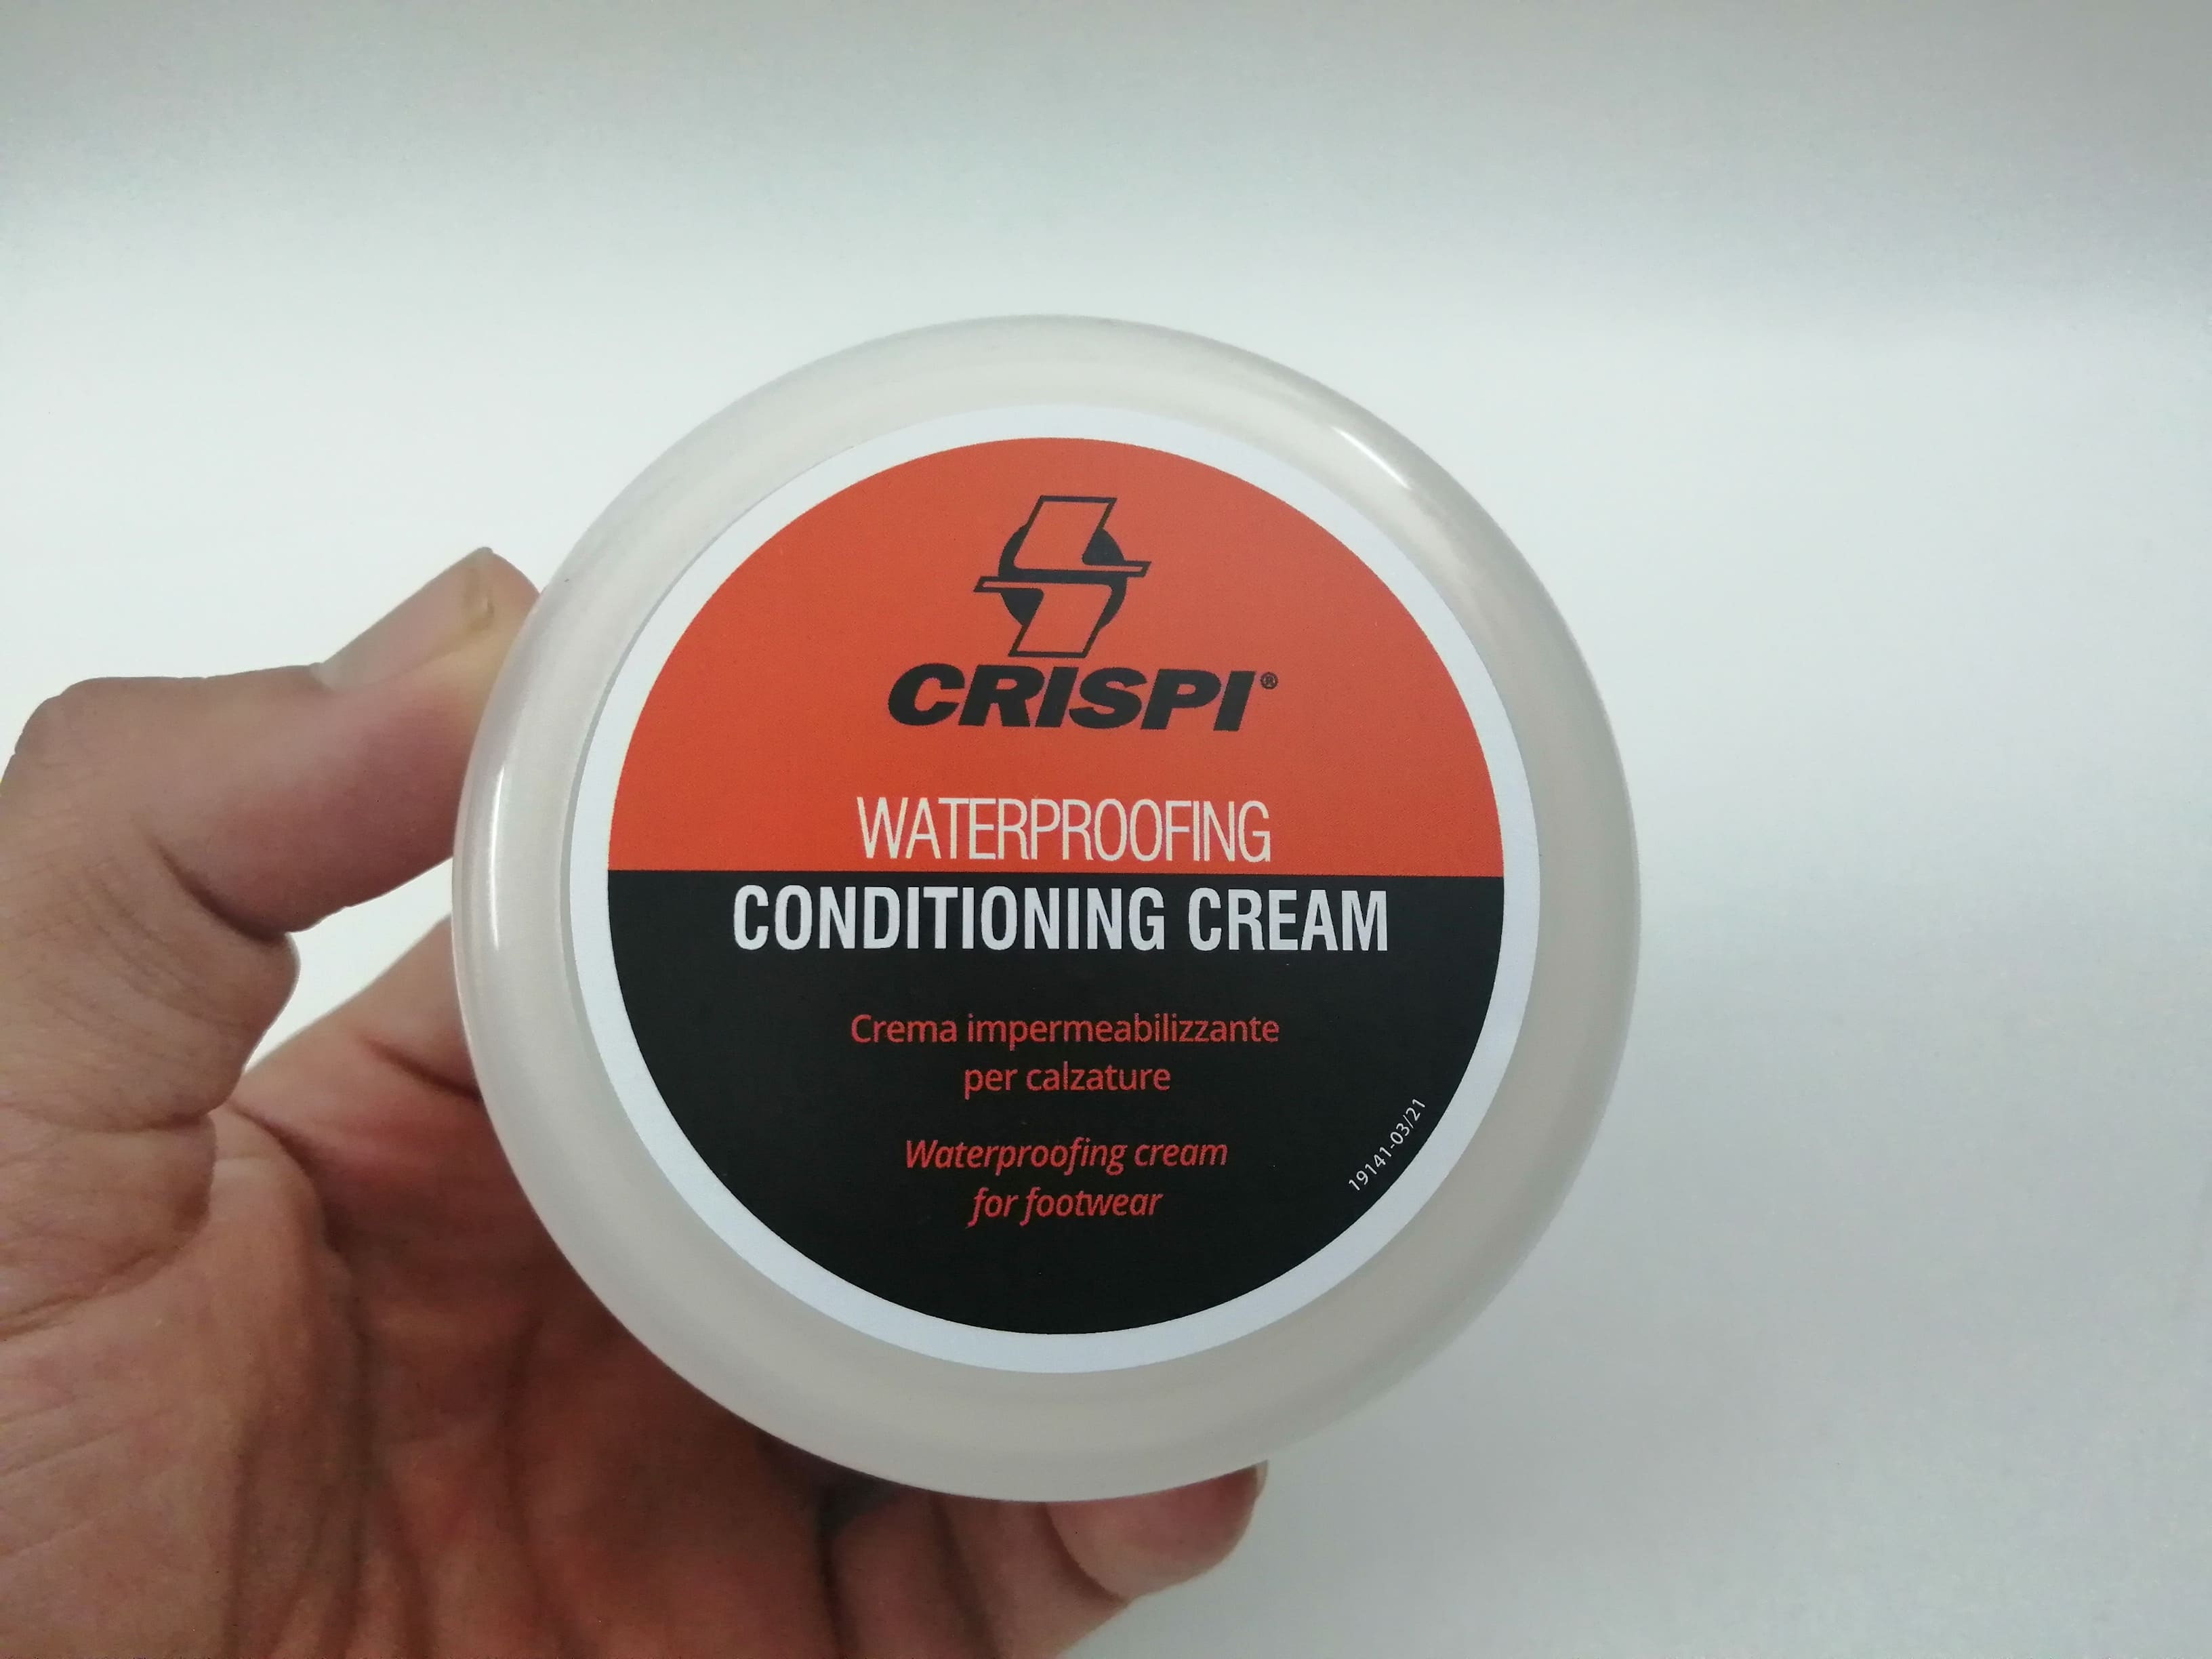 CRISPI®
WATERPROOFING
CONDITIONING CREAM
Crema impermeabilizzante
per calzature
Waterproofing cream
for footwear
19141-03/21